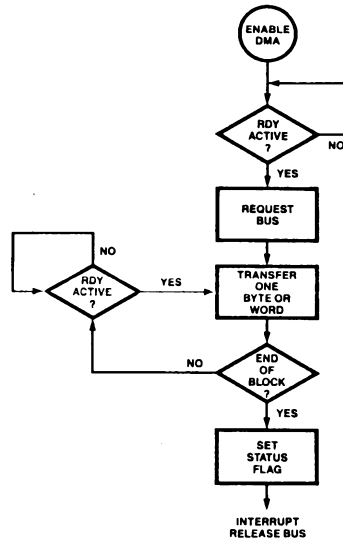 ENABLE
DMA
RDY
ACTIVE
?
NO
YES
REQUEST
BUS
NO
RDY
ACTIVE
?
YES
TRANSFER
ONE
BYTE OR
WORD
NO
END
OF
BLOCK
?
YES
SET
STATUS
FLAG
INTERRUPT
RELEASE BUS